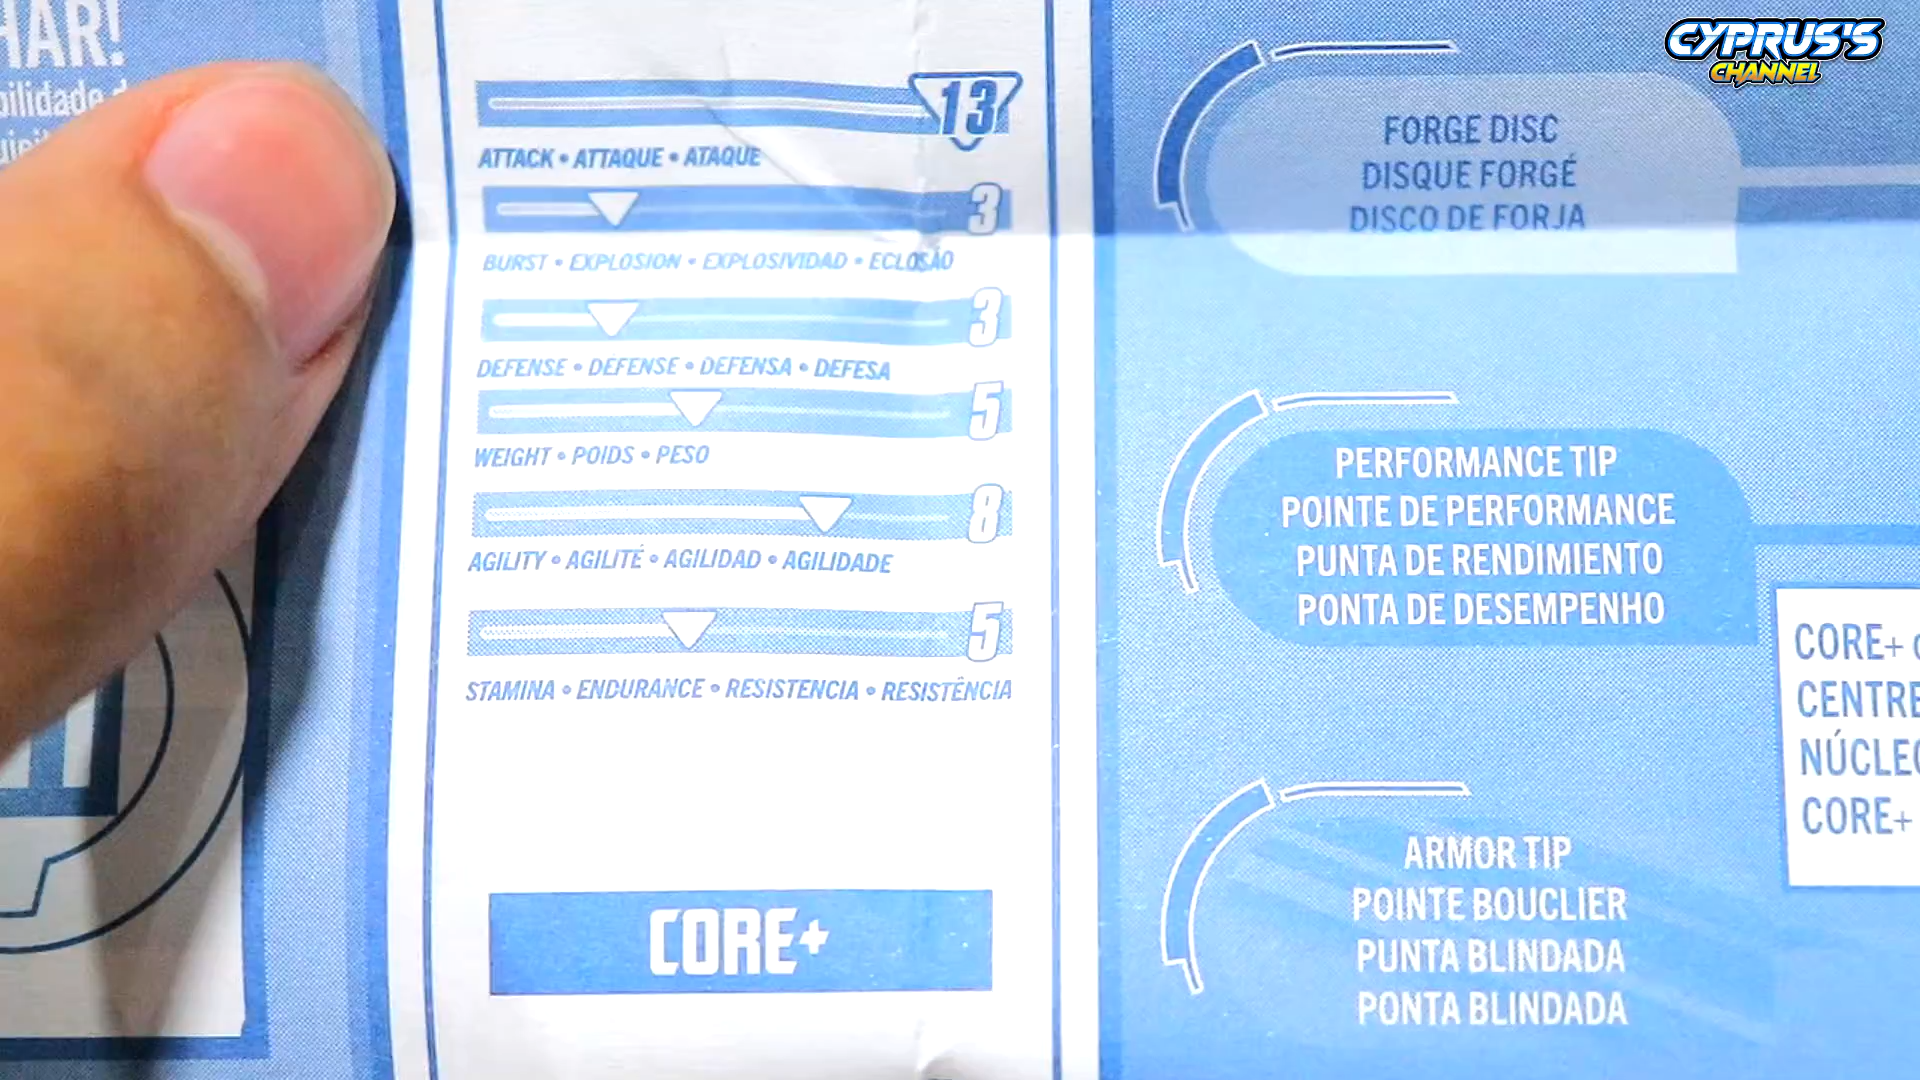 CYPRUS'S
CHANNEL
HAR!
13
ATTACK • ATTAQUE • ATAQUE
3
BURST • EXPLOSION • EXPLOSIVIDAD • ECLOSÃO
3
DEFENSE • DEFENSE • DEFENSA • DEFESA
5
WEIGHT • POIDS • PESO
8
AGILITY • AGILITÉ • AGILIDAD • AGILIDADE
5
STAMINA • ENDURANCE • RESISTENCIA • RESISTÊNCIA
CORE+
FORGE DISC
DISQUE FORGÉ
DISCO DE FORJA
PERFORMANCE TIP
POINTE DE PERFORMANCE
PUNTA DE RENDIMIENTO
PONTA DE DESEMPENHO
ARMOR TIP
POINTE BOUCLIER
PUNTA BLINDADA
PONTA BLINDADA
CORE+
CENTRE
NÚCLEO
CORE+